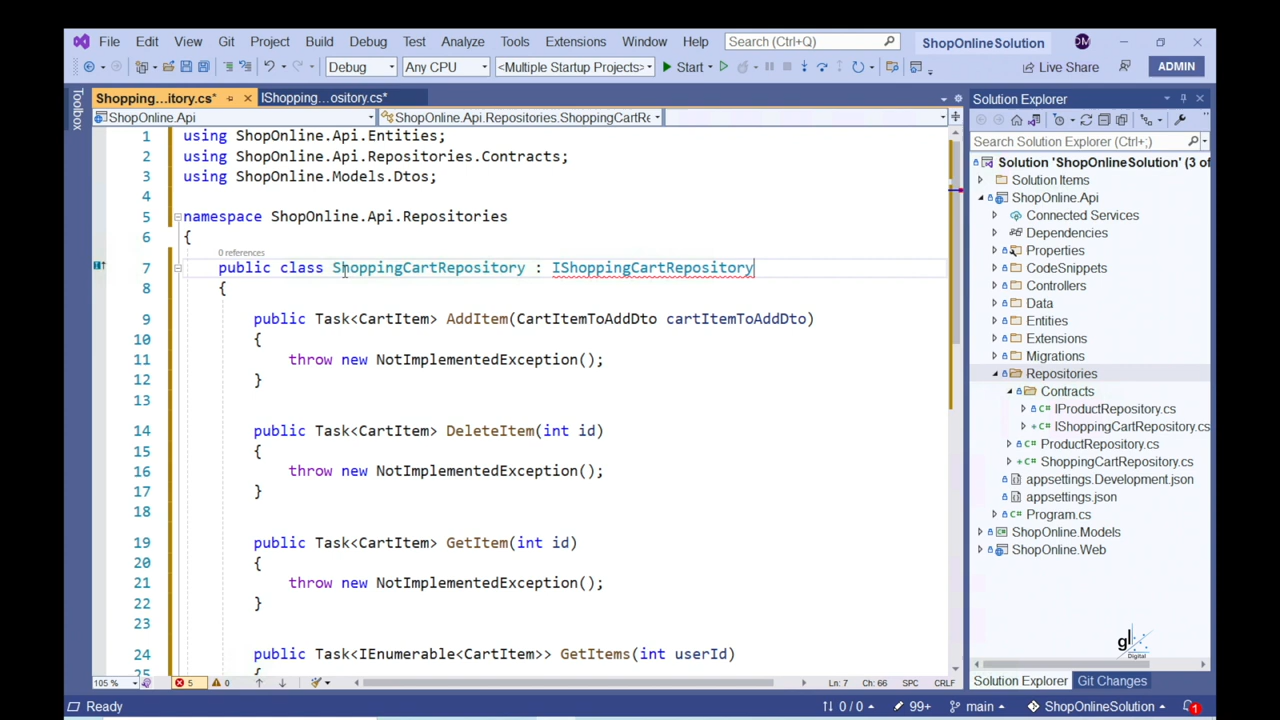 File Edit View Git Project Build Debug Test Analyze Tools Extensions Window Help Search (Ctrl+Q) ShopOnlineSolution DM
Debug Any CPU <Multiple Startup Projects> Start Live Share ADMIN
Toolbox
Shopping...itory.cs* IShopping...ository.cs*
ShopOnline.Api ShopOnline.Api.Repositories.ShoppingCartRe
1 using ShopOnline.Api.Entities;
2 using ShopOnline.Api.Repositories.Contracts;
3 using ShopOnline.Models.Dtos;
4
5 namespace ShopOnline.Api.Repositories
6 {
0 references
7 public class ShoppingCartRepository : IShoppingCartRepository
8 {
9 public Task<CartItem> AddItem(CartItemToAddDto cartItemToAddDto)
10 {
11 throw new NotImplementedException();
12 }
13
14 public Task<CartItem> DeleteItem(int id)
15 {
16 throw new NotImplementedException();
17 }
18
19 public Task<CartItem> GetItem(int id)
20 {
21 throw new NotImplementedException();
22 }
23
24 public Task<IEnumerable<CartItem>> GetItems(int userId)
25 {
105 % 5 0 Ln: 7 Ch: 66 SPC CRLF
Solution Explorer
Search Solution Explorer (Ctrl+;)
Solution 'ShopOnlineSolution' (3 of
Solution Items
ShopOnline.Api
Connected Services
Dependencies
Properties
CodeSnippets
Controllers
Data
Entities
Extensions
Migrations
Repositories
Contracts
IProductRepository.cs
IShoppingCartRepository.cs
ProductRepository.cs
ShoppingCartRepository.cs
appsettings.Development.json
appsettings.json
Program.cs
ShopOnline.Models
ShopOnline.Web
gl
Digital
Solution Explorer Git Changes
Ready 0 / 0 99+ main ShopOnlineSolution 1